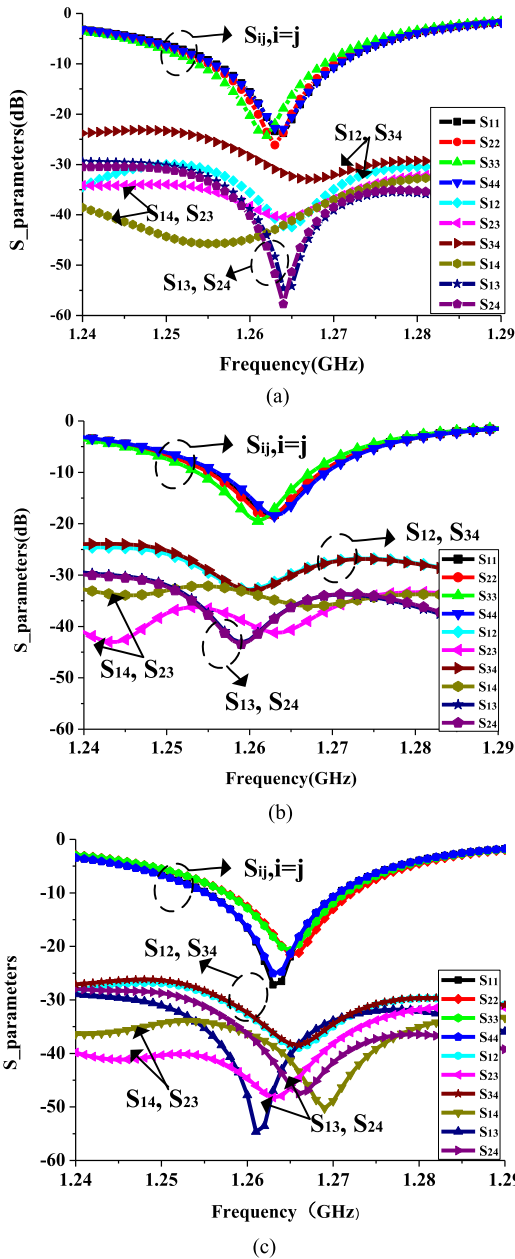 0
-10
-20
-30
-40
-50
-60
S_parameters(dB)
Sij,i=j
S12, S34
S14, S23
S13, S24
S11
S22
S33
S44
S12
S23
S34
S14
S13
S24
1.24 1.25 1.26 1.27 1.28 1.29
Frequency(GHz)
(a)
0
-10
-20
-30
-40
-50
-60
S_parameters(dB)
Sij,i=j
S12, S34
S14, S23
S13, S24
S11
S22
S33
S44
S12
S23
S34
S14
S13
S24
1.24 1.25 1.26 1.27 1.28 1.29
Frequency(GHz)
(b)
0
-10
-20
-30
-40
-50
-60
S_parameters
Sij,i=j
S12, S34
S14, S23
S13, S24
S11
S22
S33
S44
S12
S23
S34
S14
S13
S24
1.24 1.25 1.26 1.27 1.28 1.29
Frequency（GHz）
(c)